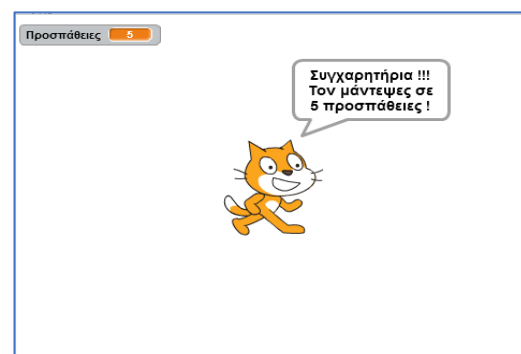 Προσπάθειες 5
Συγχαρητήρια !!!
Τον μάντεψες σε
5 προσπάθειες !